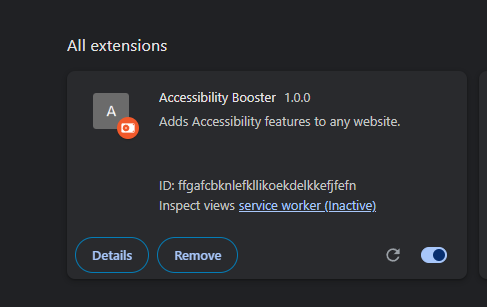 All extensions
A
Accessibility Booster 1.0.0
Adds Accessibility features to any website.
ID: ffgafcbknlefkllikoekdelkkefjfefn
Inspect views service worker (Inactive)
Details
Remove